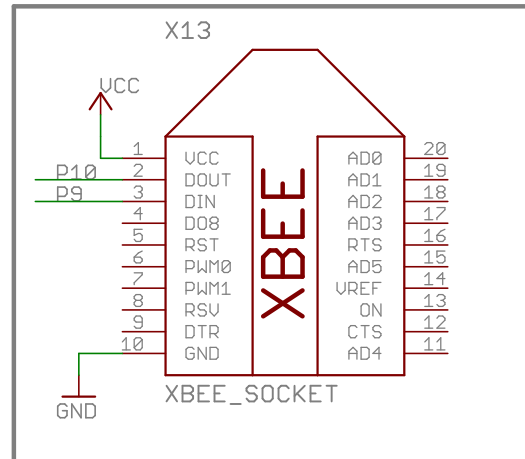 X13
VCC
1 VCC AD0 20
P10 2 DOUT AD1 19
P9 3 DIN AD2 18
4 DO8 AD3 17
5 RST RTS 16
6 PWM0 AD5 15
7 PWM1 VREF 14
8 RSV ON 13
9 DTR CTS 12
10 GND AD4 11
XBEE
XBEE_SOCKET
GND